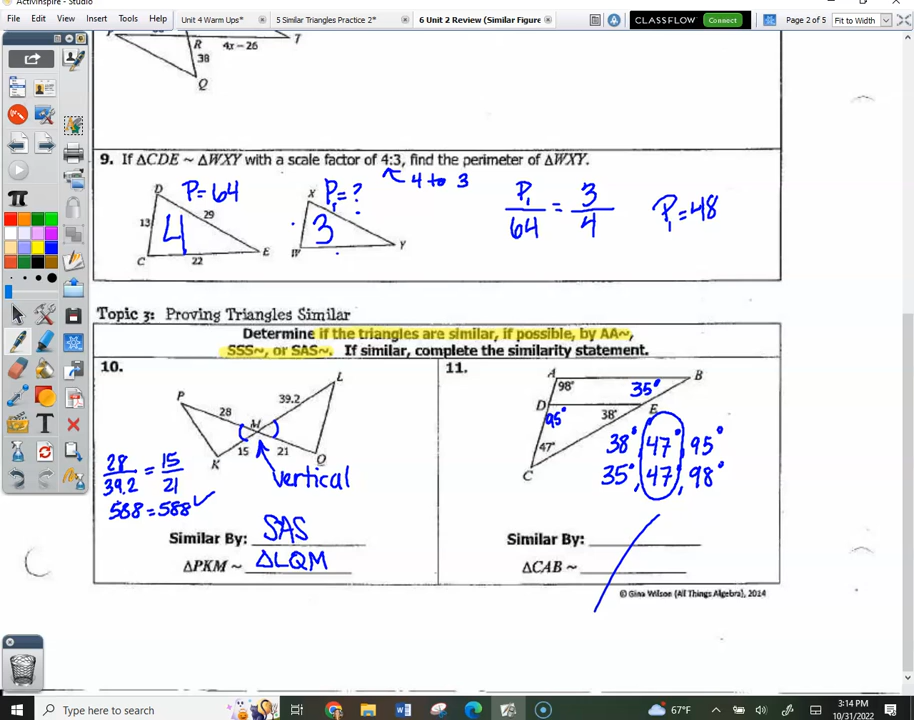 ActivInspire - Studio
File Edit View Insert Tools Help
Unit 4 Warm Ups*
5 Similar Triangles Practice 2*
6 Unit 2 Review (Similar Figure
CLASSFLOW
Connect
Page 2 of 5
Fit to Width
R 4x – 26 T
38
Q
9. If ΔCDE ~ ΔWXY with a scale factor of 4:3, find the perimeter of ΔWXY.
4 to 3
D P=64
13 4 29
C 22 E
X P₁=?
3
W Y
P₁/64 = 3/4
P₁=48
Topic 3: Proving Triangles Similar
Determine if the triangles are similar, if possible, by AA~,
SSS~, or SAS~. If similar, complete the similarity statement.
10.
P 28 M 39.2 L
K 15 21 Q
vertical
28/39.2 = 15/21
588=588 ✓
Similar By: SAS
ΔPKM ~ ΔLQM
11.
A 98° 35° B
D 95° 38° E
47°
C
38° 47°, 95°
35°, 47°, 98°
Similar By:
ΔCAB ~
© Gina Wilson (All Things Algebra), 2014
Type here to search
67°F
3:14 PM
10/31/2022